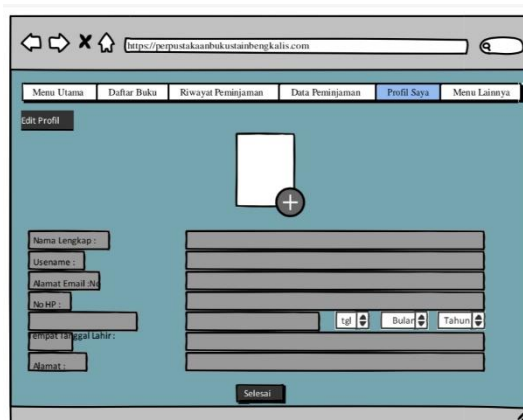 https://perpustakaanbukustainbengkalis.com
Menu Utama Daftar Buku Riwayat Peminjaman Data Peminjaman Profil Saya Menu Lainnya
Edit Profil
Nama Lengkap :
Usename :
Alamat Email :No
No HP :
tgl Bulan Tahun
Tempat Tanggal Lahir :
Alamat :
Selesai